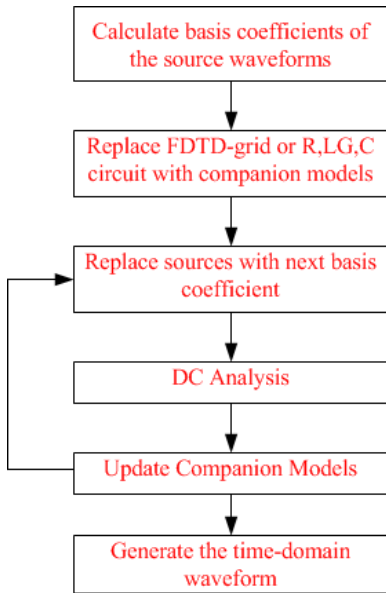 Calculate basis coefficients of
the source waveforms
Replace FDTD-grid or R,LG,C
circuit with companion models
Replace sources with next basis
coefficient
DC Analysis
Update Companion Models
Generate the time-domain
waveform